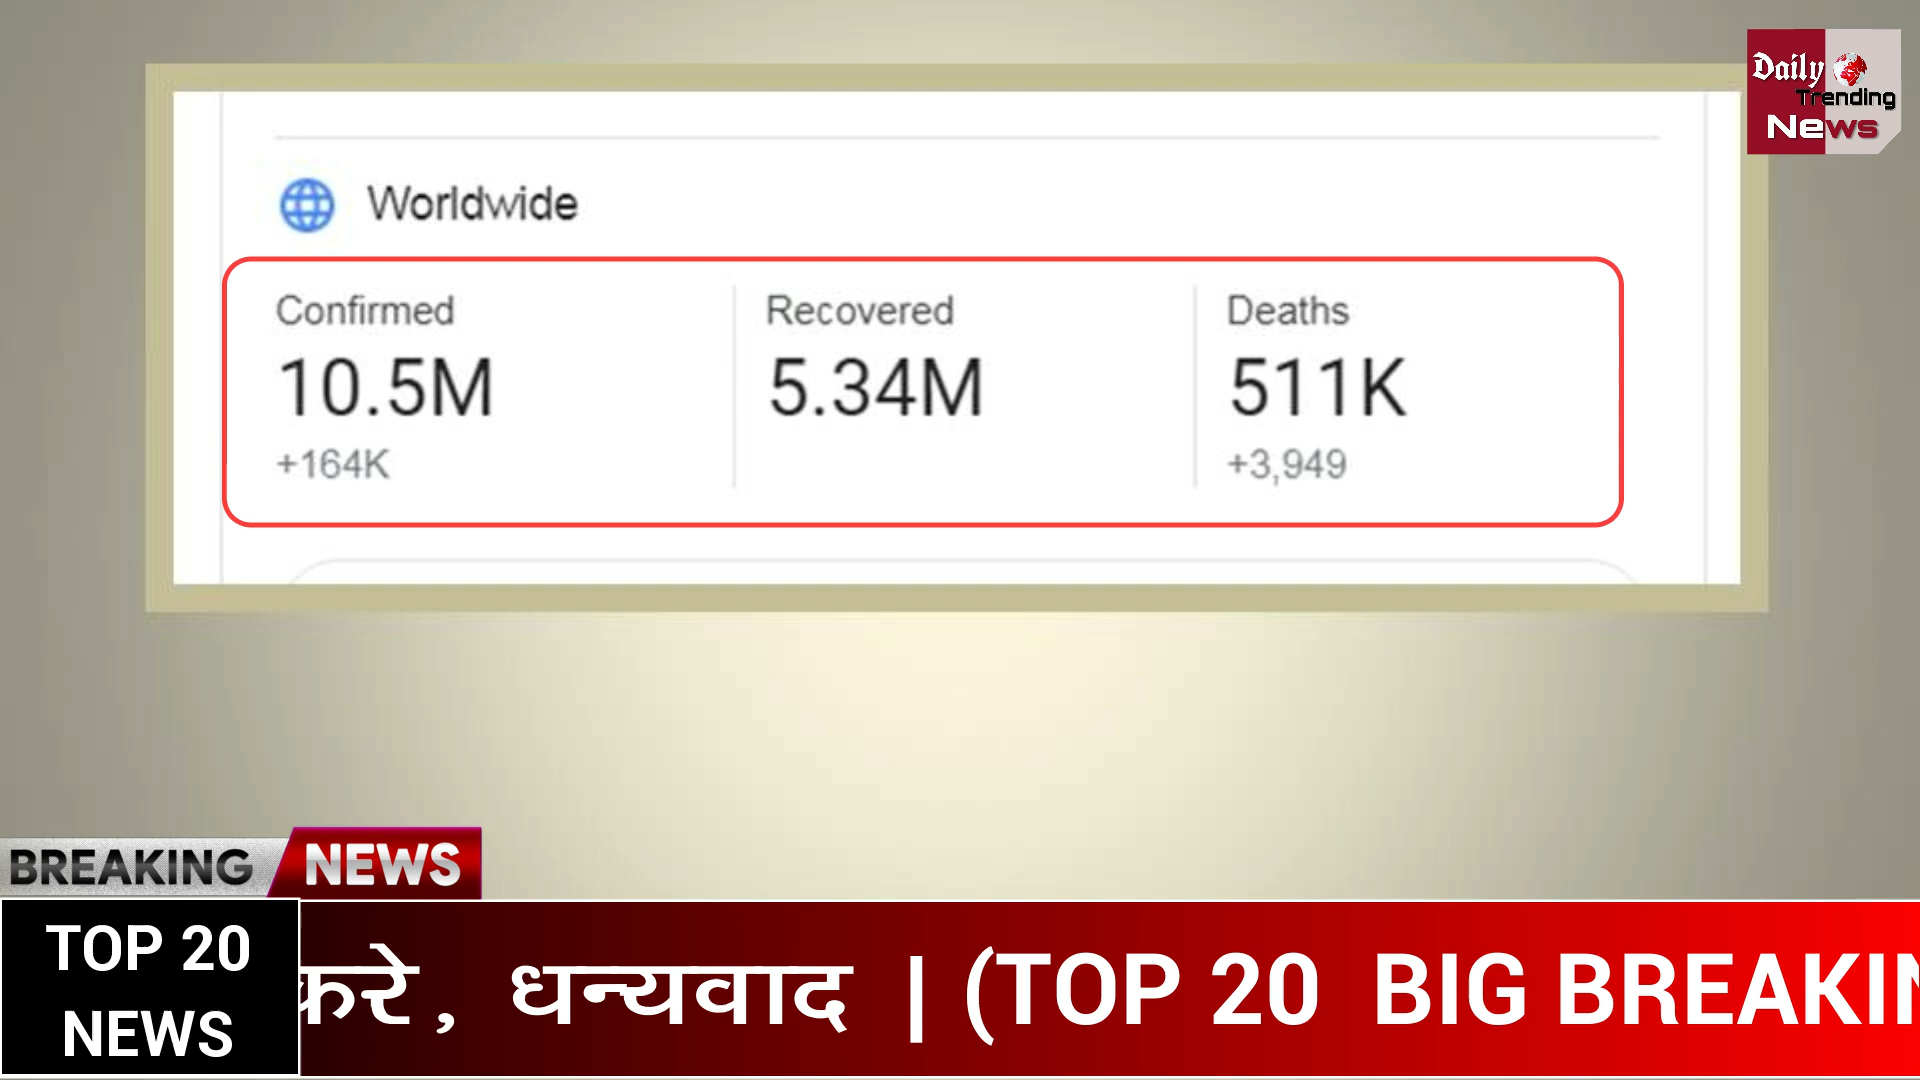 Daily
Trending
News
Worldwide
Confirmed
10.5M
+164K
Recovered
5.34M
Deaths
511K
+3,949
BREAKING NEWS
TOP 20
NEWS
करे, धन्यवाद | (TOP 20 BIG BREAKIN